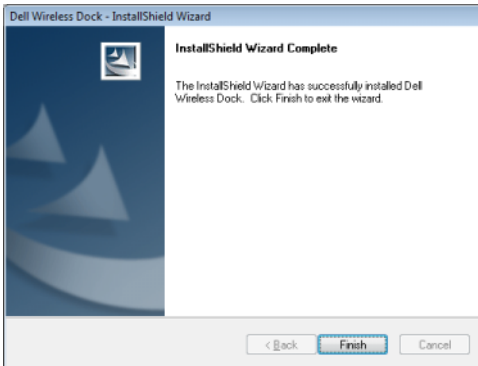 Dell Wireless Dock - InstallShield Wizard
InstallShield Wizard Complete
The InstallShield Wizard has successfully installed Dell
Wireless Dock. Click Finish to exit the wizard.
< Back
Finish
Cancel